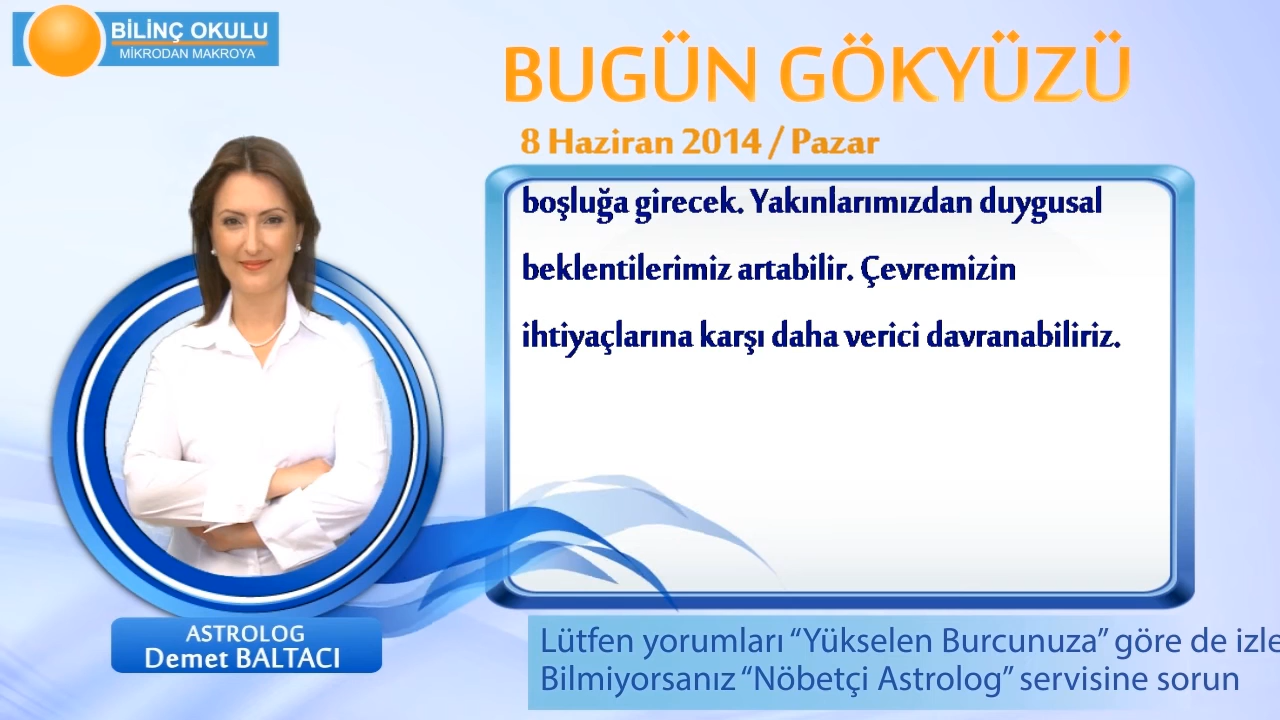 BİLİNÇ OKULU
MİKRODAN MAKROYA
BUGÜN GÖKYÜZÜ
8 Haziran 2014 / Pazar
boşluğa girecek. Yakınlarımızdan duygusal
beklentilerimiz artabilir. Çevremizin
ihtiyaçlarına karşı daha verici davranabiliriz.
ASTROLOG
Demet BALTACI
Lütfen yorumları “Yükselen Burcunuza” göre de izle
Bilmiyorsanız “Nöbetçi Astrolog” servisine sorun